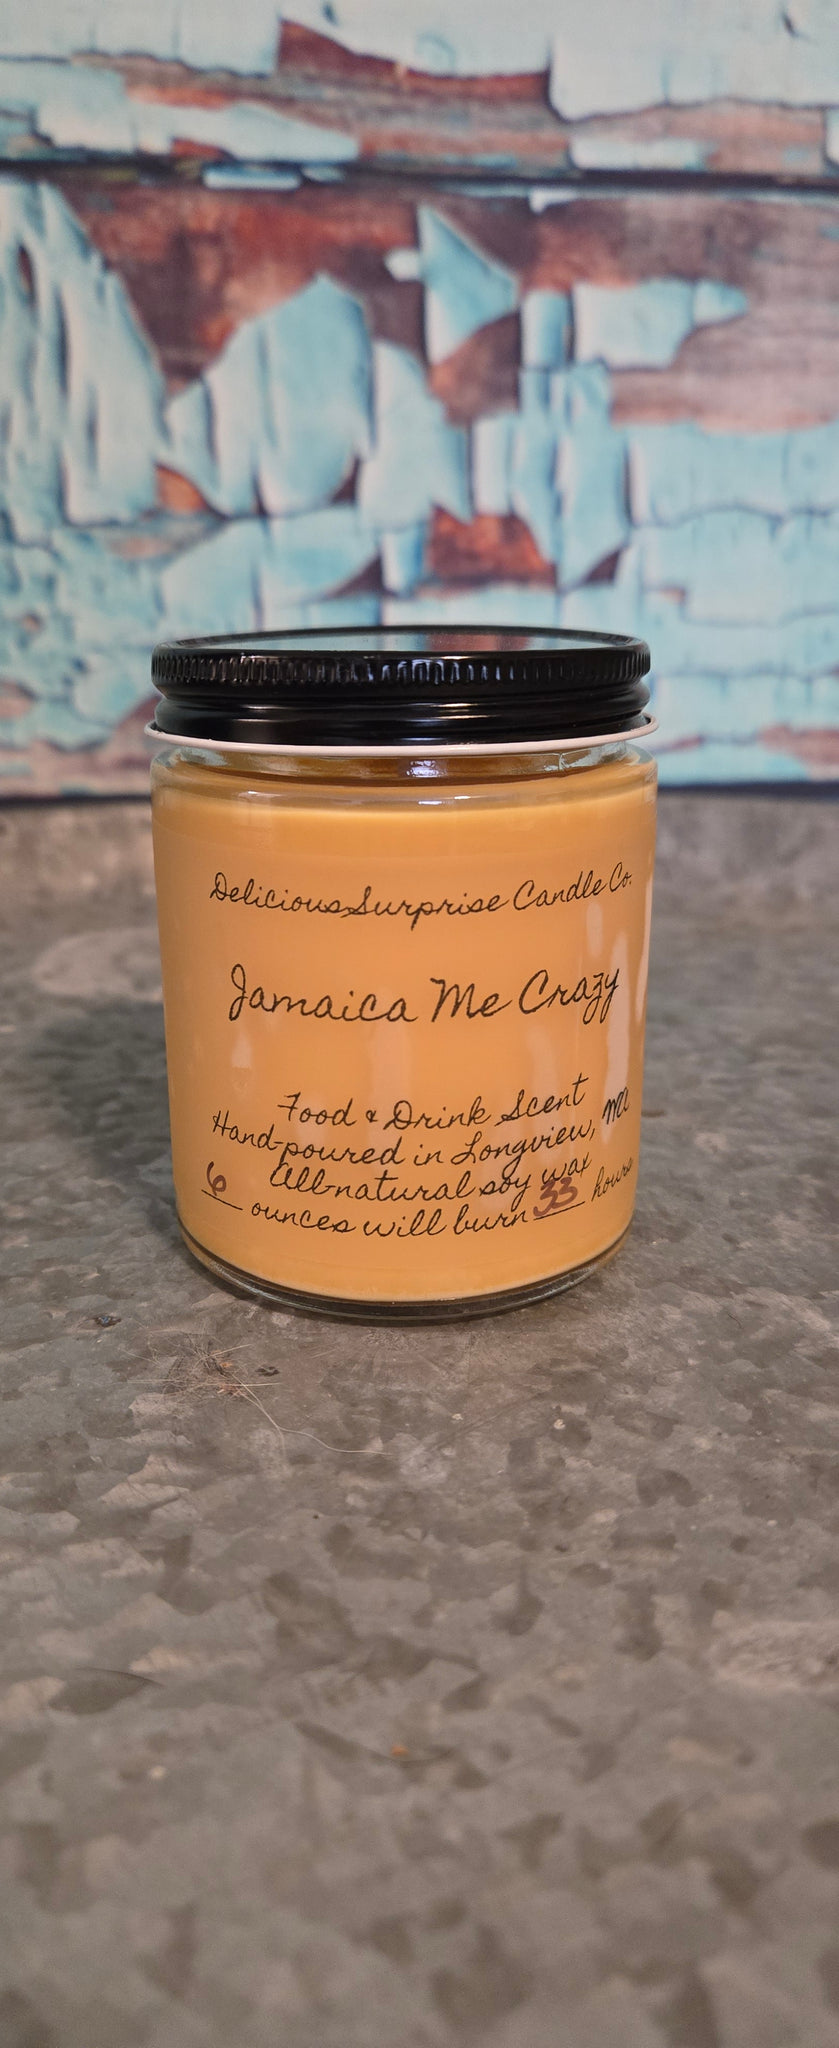 Delicious Surprise Candle Co.
Jamaica Me Crazy
Food & Drink Scent
Hand-poured in Longview,
All-natural soy wax
6 ounces will burn 33 hours